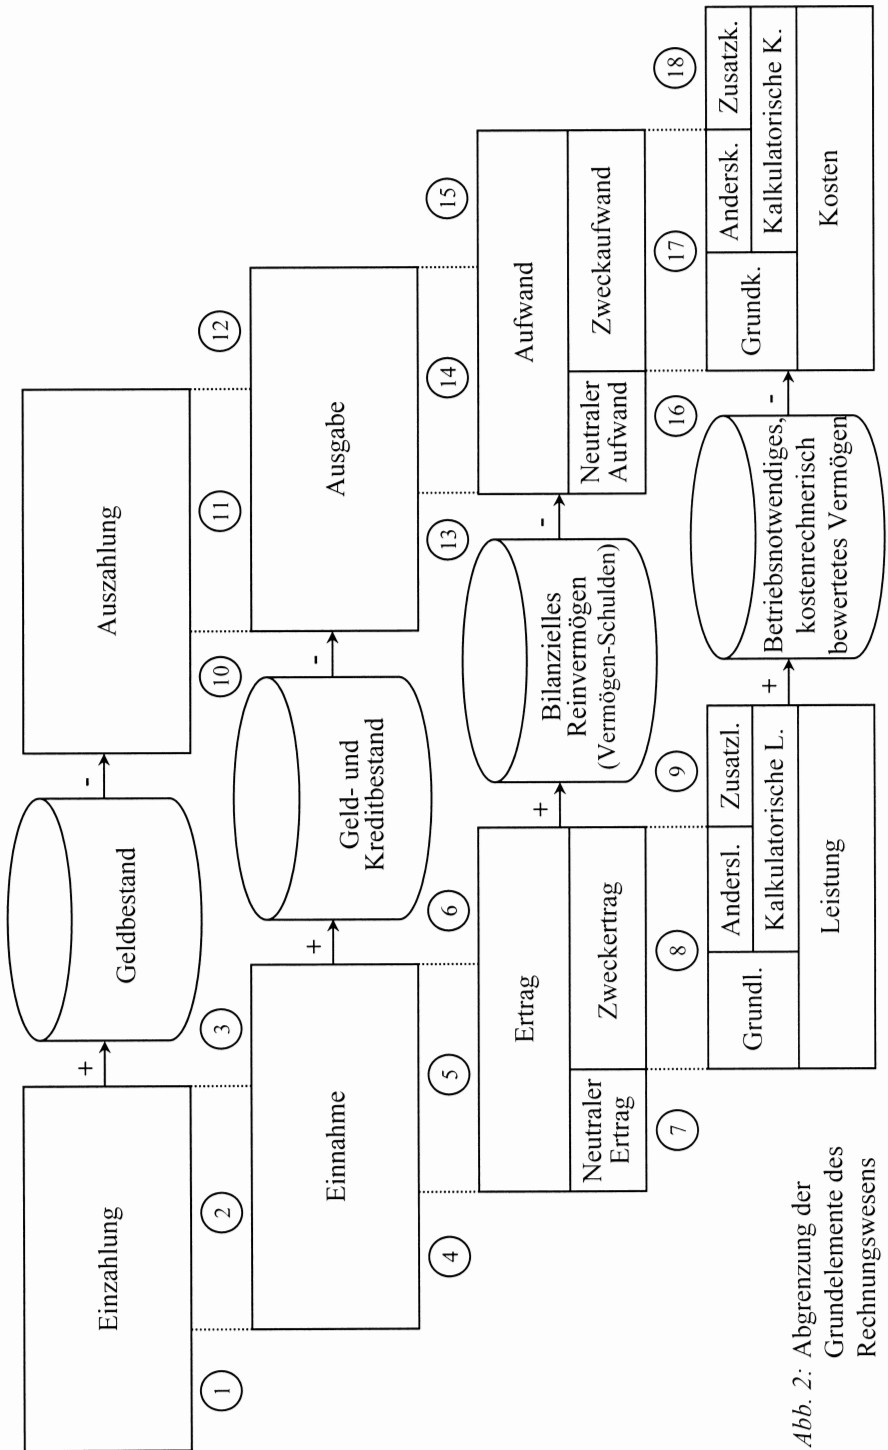 Einzahlung
+
Geldbestand
-
Auszahlung
1
2
3
10
11
12
Einnahme
+
Geld- und
Kreditbestand
-
Ausgabe
4
5
6
13
14
15
Ertrag
Neutraler
Ertrag
Zweckertrag
+
Bilanzielles
Reinvermögen
(Vermögen-Schulden)
-
Aufwand
Neutraler
Aufwand
Zweckaufwand
7
8
9
16
17
18
Grundl.
Andersl.
Zusatzl.
Kalkulatorische L.
Leistung
+
Betriebsnotwendiges,
kostenrechnerisch
bewertetes Vermögen
-
Grundk.
Andersk.
Zusatzk.
Kalkulatorische K.
Kosten
Abb. 2: Abgrenzung der
Grundelemente des
Rechnungswesens